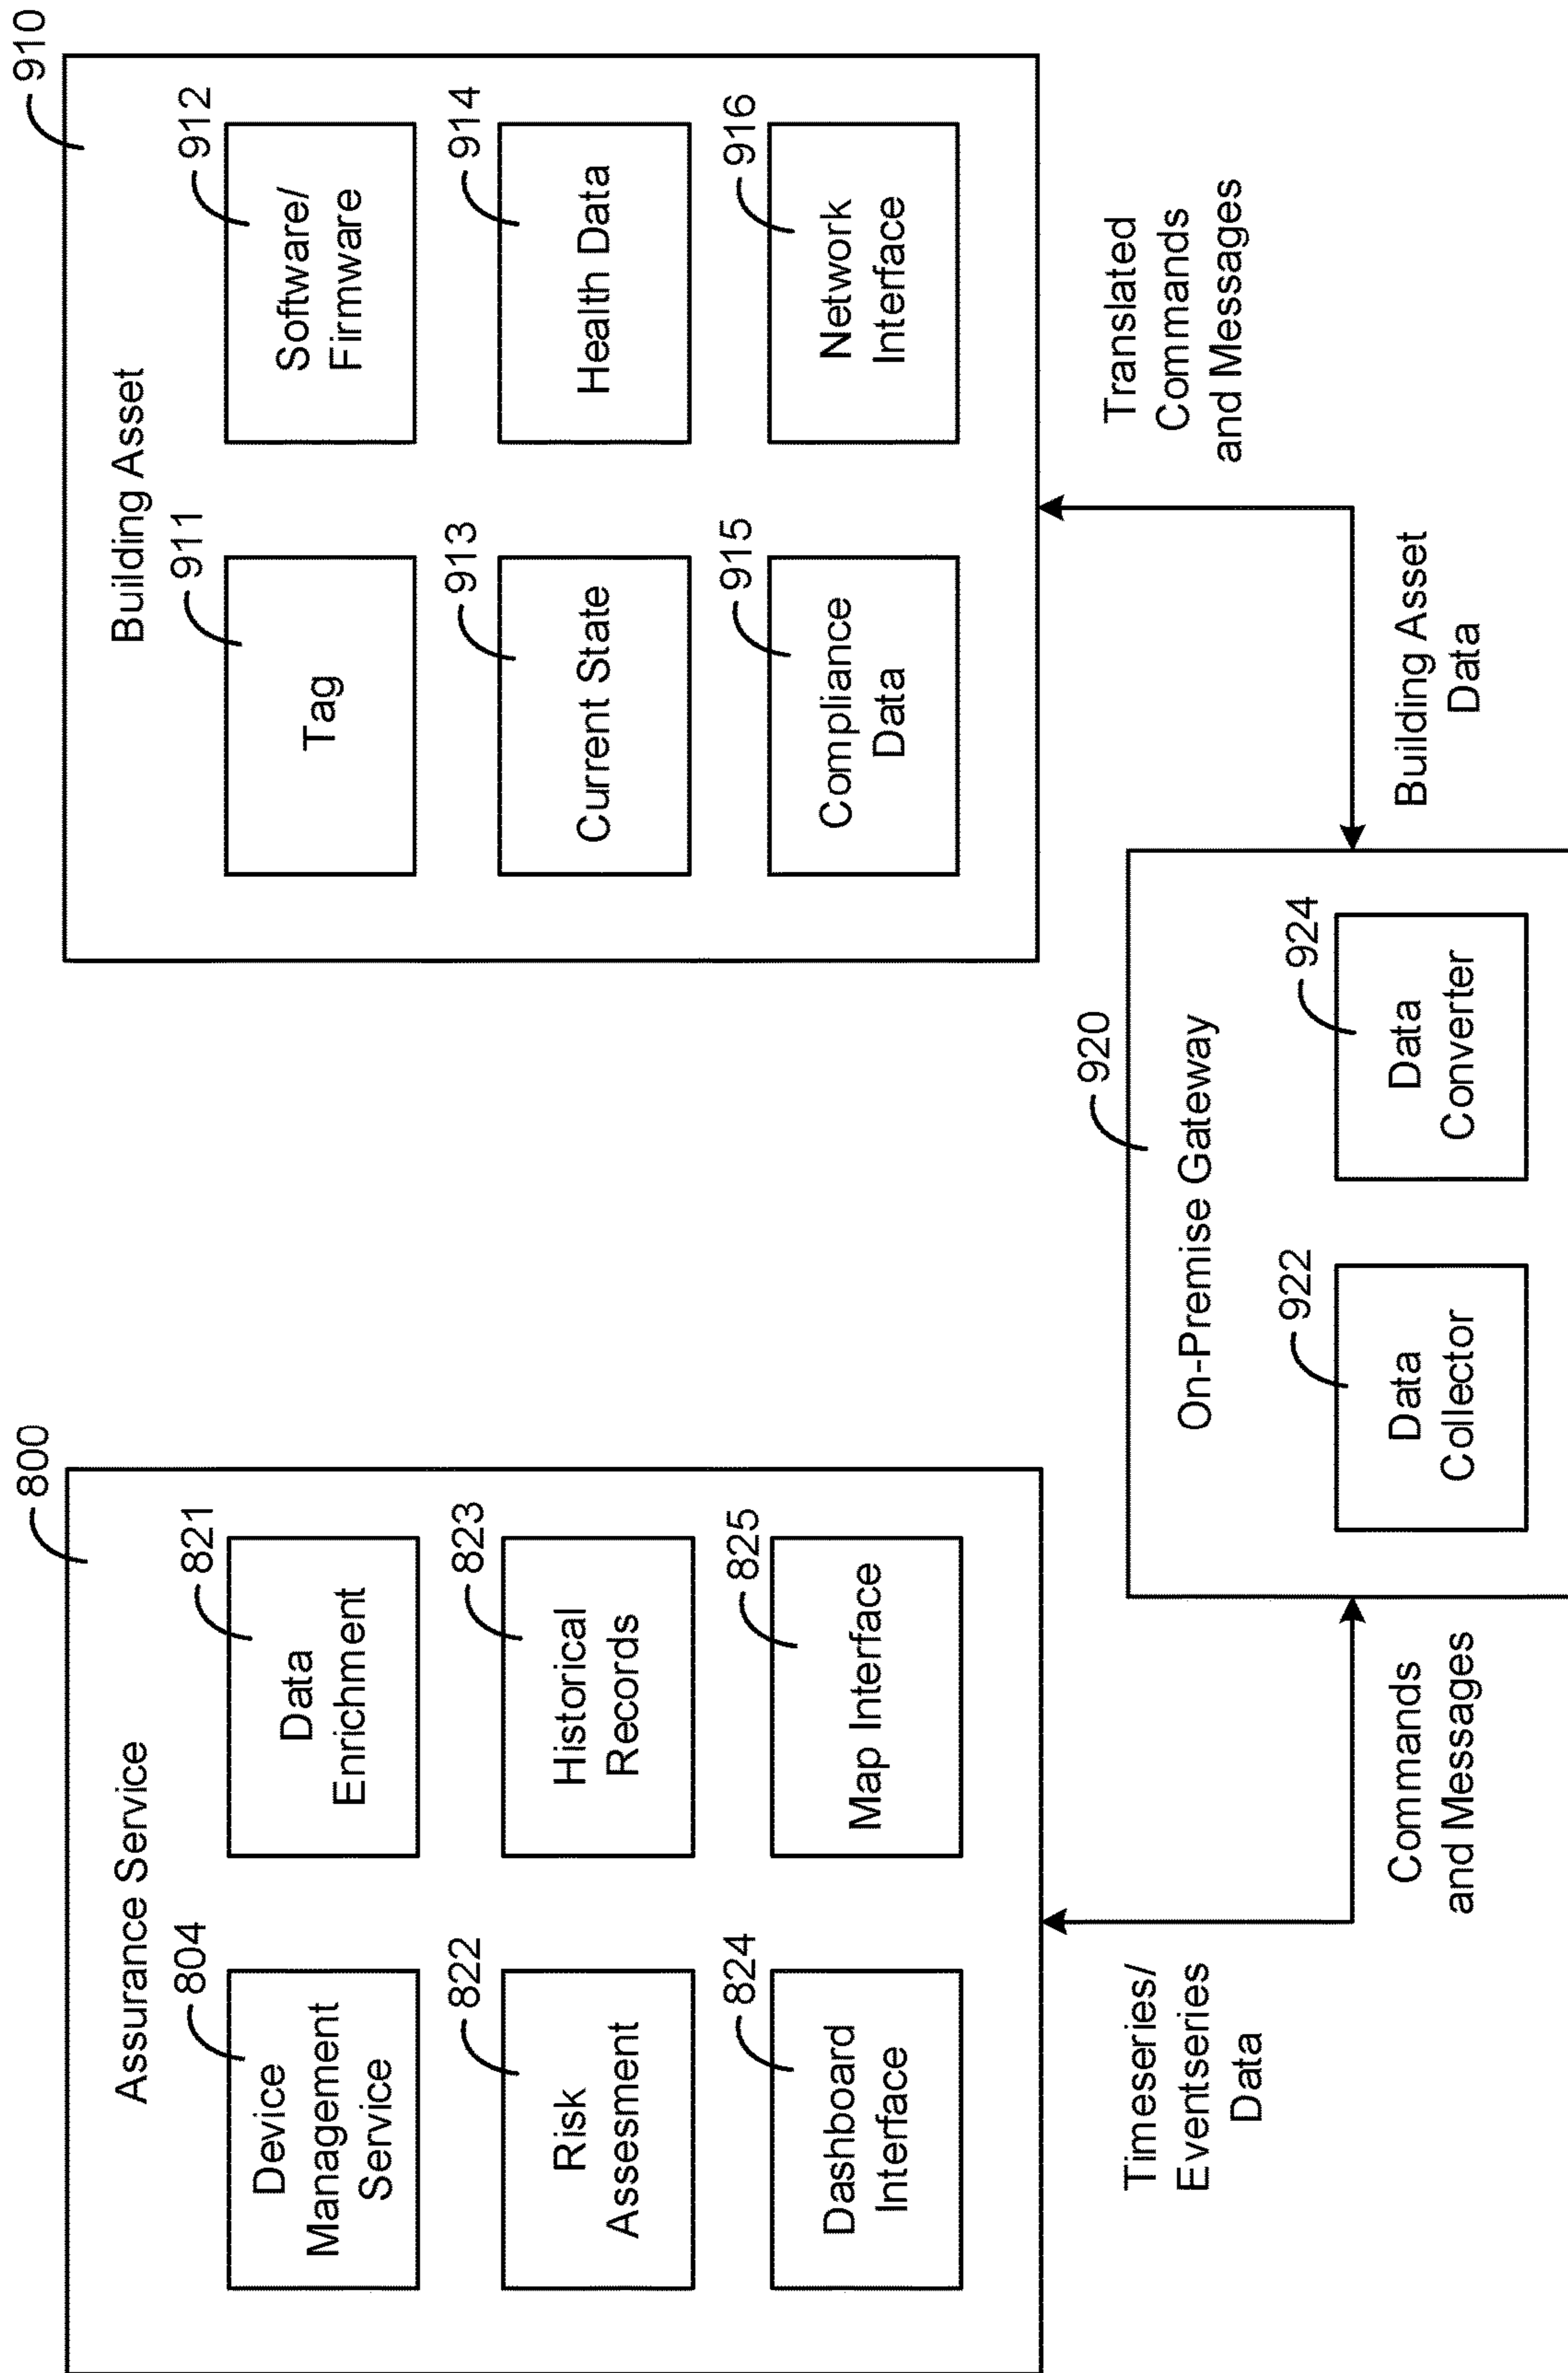 Assurance Service
800
Device
Management
Service
804
Data
Enrichment
821
Risk
Assessment
822
Historical
Records
823
Dashboard
Interface
824
Map Interface
825
Timeseries/
Eventseries
Data
Commands
and Messages
On-Premise Gateway
920
Data
Collector
922
Data
Converter
924
Building Asset
Data
Translated
Commands
and Messages
Building Asset
910
Tag
911
Software/
Firmware
912
Current State
913
Health Data
914
Compliance
Data
915
Network
Interface
916